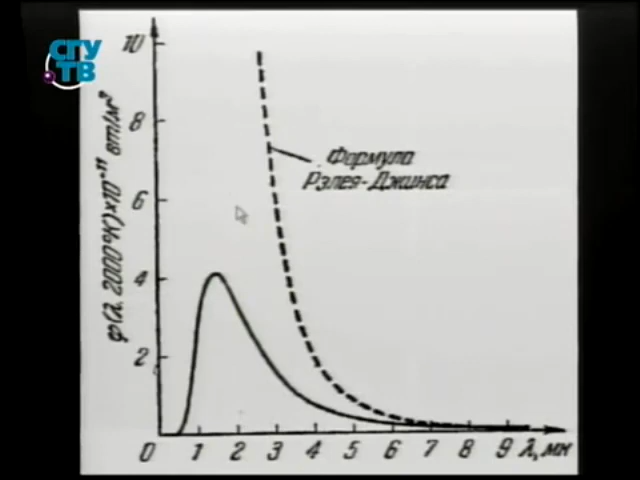 СГУ
ТВ
φ(λ, 2000°K)×10⁻¹¹ вт/м³
10
8
6
4
2
Формула
Рэлея-Джинса
0 1 2 3 4 5 6 7 8 9 λ, мк